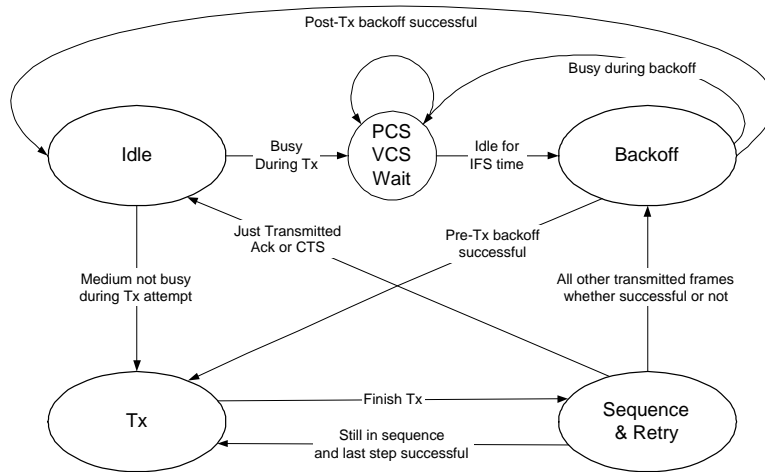 Post-Tx backoff successful
Busy during backoff
PCS
VCS
Wait
Idle
Busy
During Tx
Idle for
IFS time
Backoff
Just Transmitted
Ack or CTS
Pre-Tx backoff
successful
Medium not busy
during Tx attempt
All other transmitted frames
whether successful or not
Tx
Finish Tx
Sequence
& Retry
Still in sequence
and last step successful